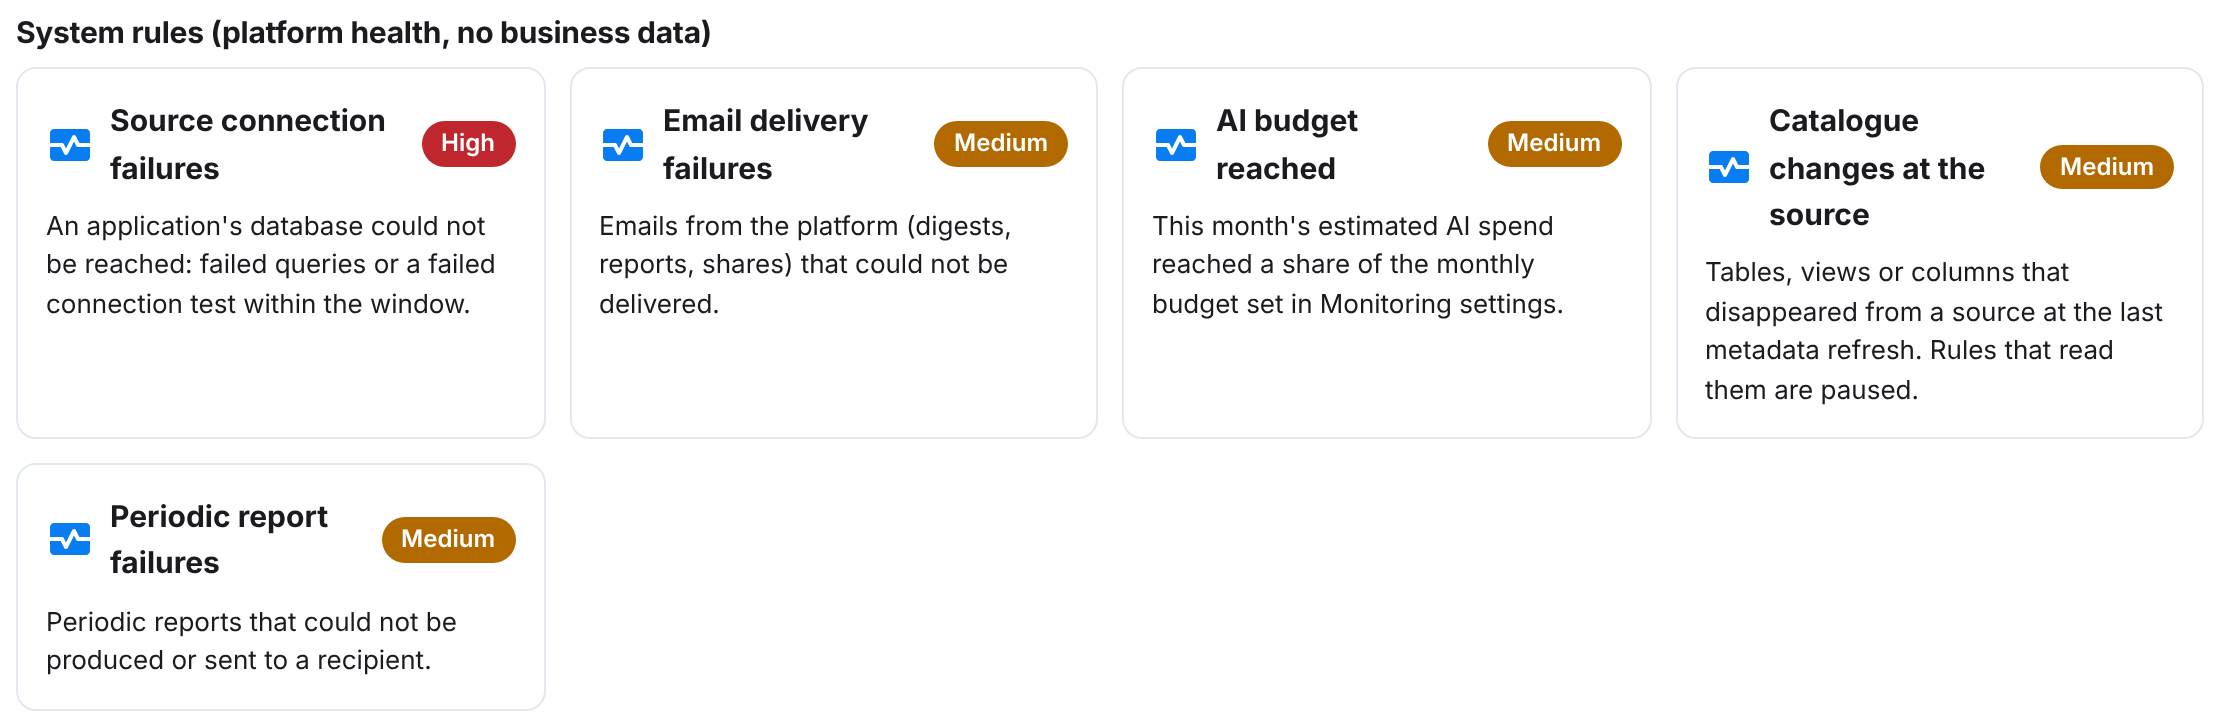 System rules (platform health, no business data)
Source connection
failures
High
An application's database could not
be reached: failed queries or a failed
connection test within the window.
Email delivery
failures
Medium
Emails from the platform (digests,
reports, shares) that could not be
delivered.
AI budget
reached
Medium
This month's estimated AI spend
reached a share of the monthly
budget set in Monitoring settings.
Catalogue
changes at the
source
Medium
Tables, views or columns that
disappeared from a source at the last
metadata refresh. Rules that read
them are paused.
Periodic report
failures
Medium
Periodic reports that could not be
produced or sent to a recipient.